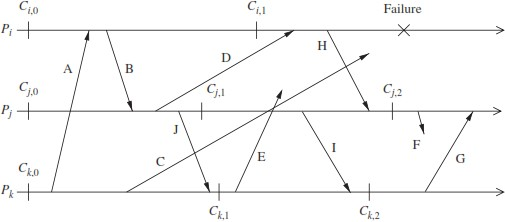 C_{i,0} C_{i,1} Failure
P_i
A B D H
C_{j,0} C_{j,1} C_{j,2}
P_j
J C E I F G
C_{k,0}
P_k
C_{k,1} C_{k,2}